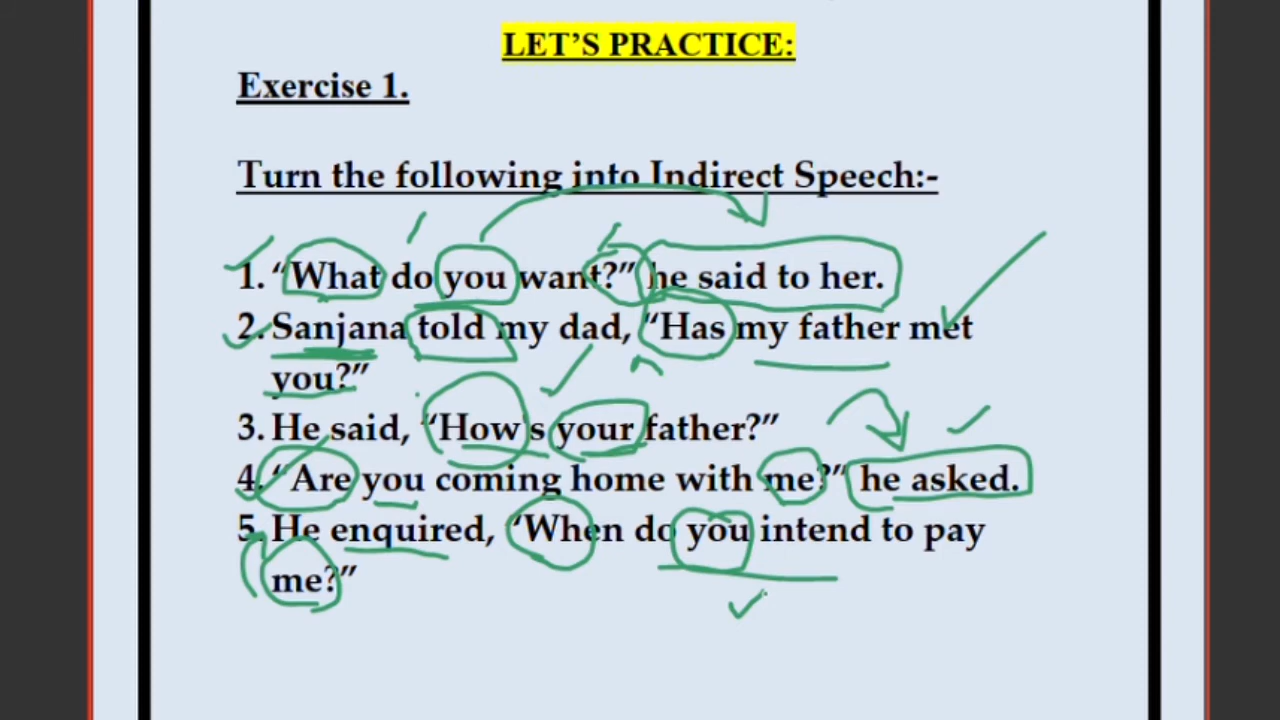 LET'S PRACTICE:
Exercise 1.
Turn the following into Indirect Speech:-
1. "What do you want?" he said to her.
2. Sanjana told my dad, "Has my father met
you?"
3. He said, "How's your father?"
4. "Are you coming home with me?" he asked.
5. He enquired, 'When do you intend to pay
me?"